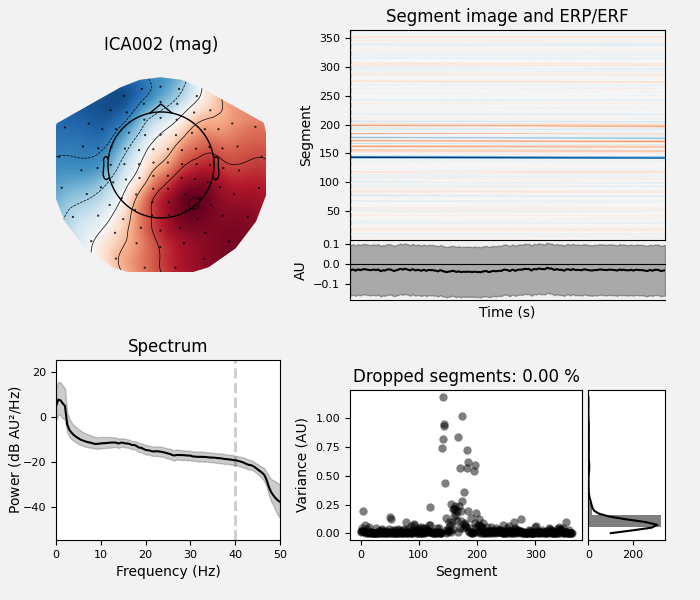 ICA002 (mag)
Segment image and ERP/ERF
Segment
350
300
250
200
150
100
50
AU
0.1
0.0
−0.1
Time (s)
Spectrum
Power (dB AU²/Hz)
20
0
−20
−40
0 10 20 30 40 50
Frequency (Hz)
Dropped segments: 0.00 %
Variance (AU)
1.00
0.75
0.50
0.25
0.00
0 100 200 300
Segment
0 200